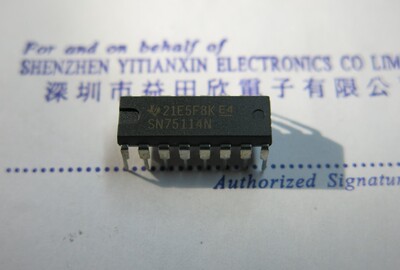 For and on behalf of
SHENZHEN YITIANXIN ELECTRONICS CO LIM
深圳市益田欣電子有限公
21E5F8K E4
SN75114N
Authorized Signatu